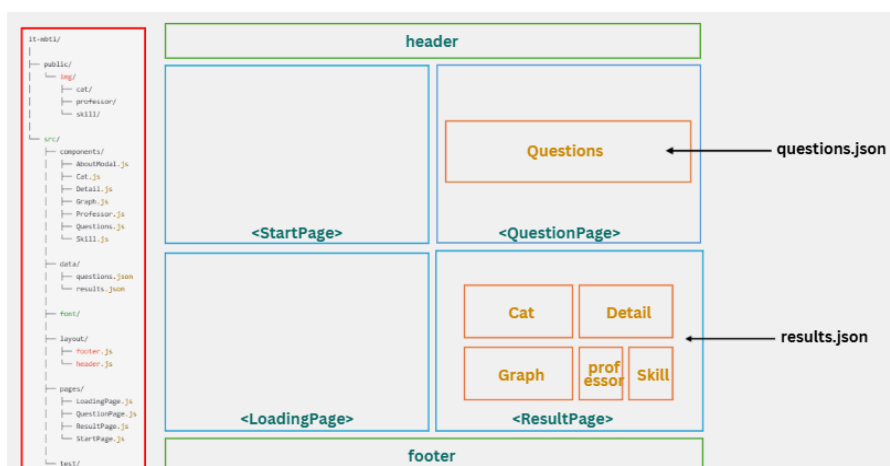 it-mbti/
public/
img/
cat/
professor/
skill/
src/
components/
AboutModal.js
Cat.js
Detail.js
Graph.js
Professor.js
Questions.js
Skill.js
data/
questions.json
results.json
font/
layout/
footer.js
header.js
pages/
LoadingPage.js
QuestionPage.js
ResultPage.js
StartPage.js
test/
header
<StartPage>
Questions
<QuestionPage>
questions.json
<LoadingPage>
Cat
Detail
Graph
prof
essor
Skill
<ResultPage>
results.json
footer